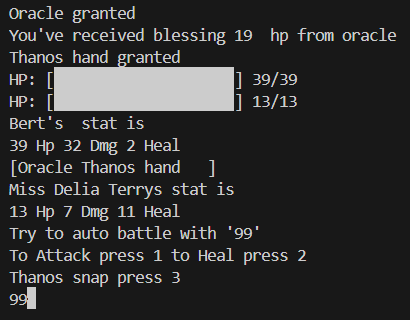 Oracle granted
You've received blessing 19  hp from oracle
Thanos hand granted
HP: [                  ] 39/39
HP: [                  ] 13/13
Bert's  stat is
39 Hp 32 Dmg 2 Heal
[Oracle Thanos hand   ]
Miss Delia Terrys stat is
13 Hp 7 Dmg 11 Heal
Try to auto battle with '99'
To Attack press 1 to Heal press 2
Thanos snap press 3
99